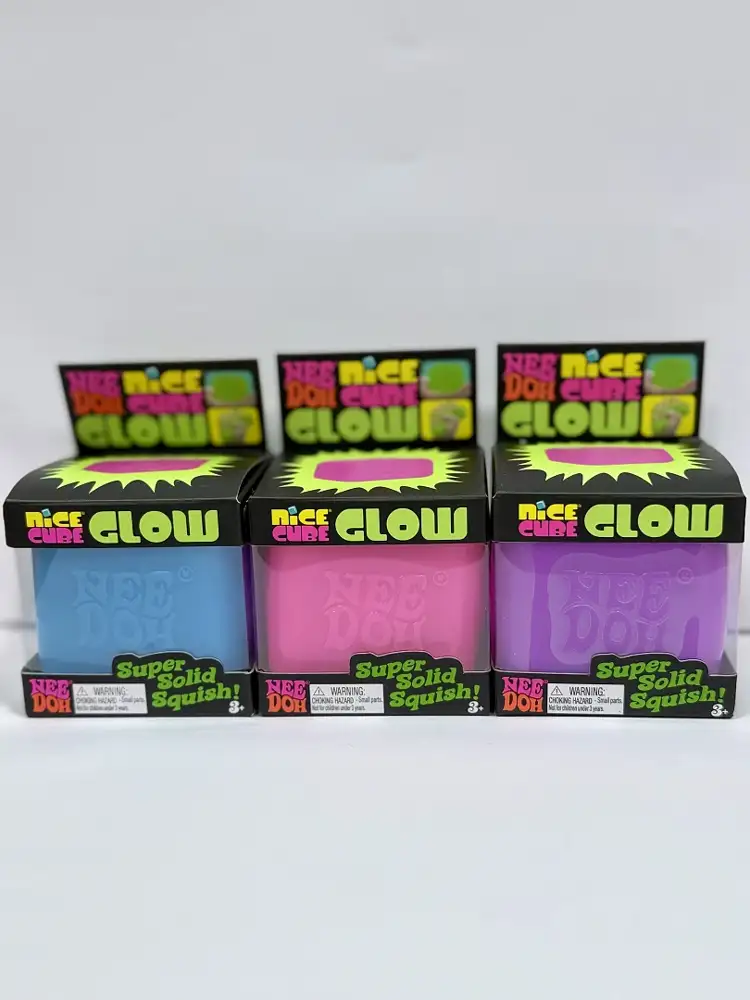 NEE DOH NiCE CUBE
GLOW
NEE DOH NiCE CUBE
GLOW
NEE DOH NiCE CUBE
GLOW
NiCE CUBE™ GLOW
NiCE CUBE™ GLOW
NiCE CUBE™ GLOW
NEE DOH®
NEE DOH®
NEE DOH®
NEE DOH
⚠ WARNING:
CHOKING HAZARD - Small parts.
Not for children under 3 years.
Super Solid Squish!
3+
NEE DOH
⚠ WARNING:
CHOKING HAZARD - Small parts.
Not for children under 3 years.
Super Solid Squish!
3+
NEE DOH
⚠ WARNING:
CHOKING HAZARD - Small parts.
Not for children under 3 years.
Super Solid Squish!
3+